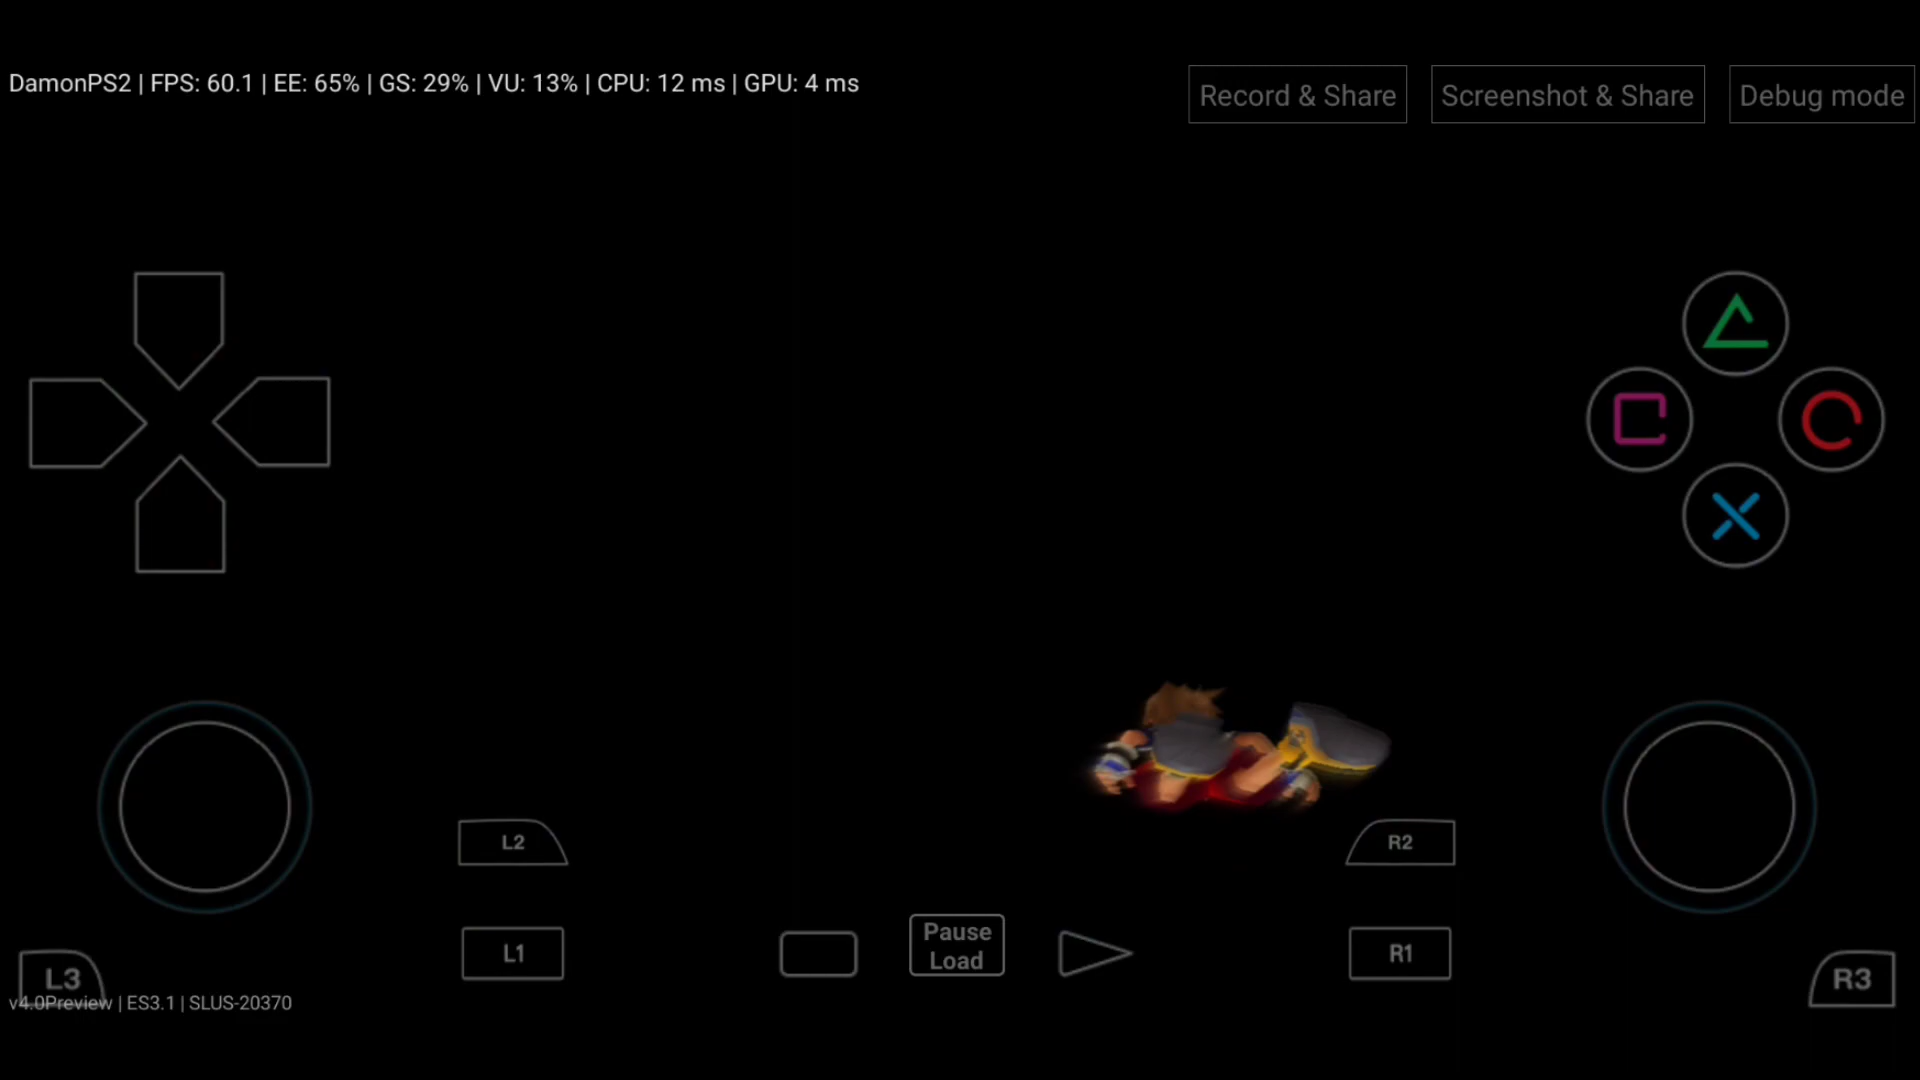 DamonPS2 | FPS: 60.1 | EE: 65% | GS: 29% | VU: 13% | CPU: 12 ms | GPU: 4 ms
Record & Share
Screenshot & Share
Debug mode
L2
R2
Pause
Load
L1
R1
L3
R3
v4.0Preview | ES3.1 | SLUS-20370